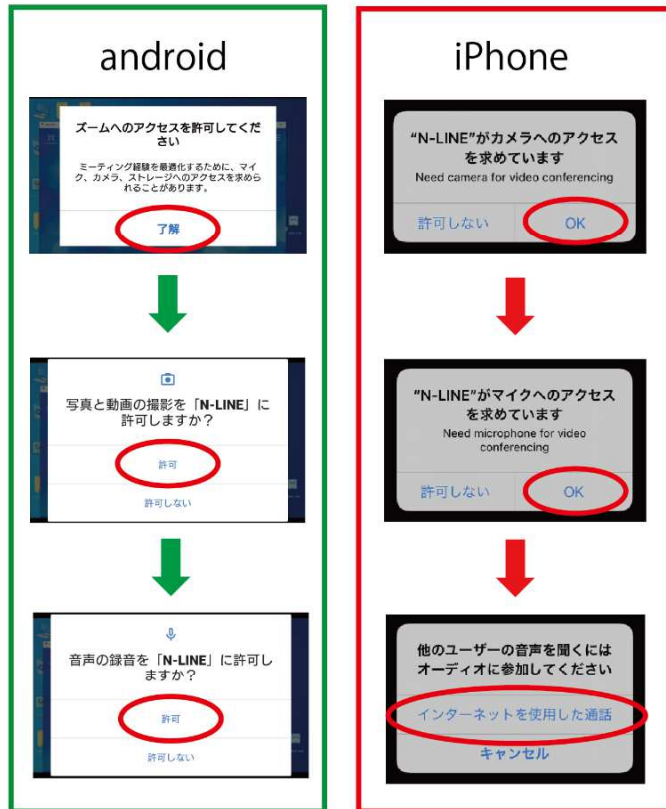 android
ズームへのアクセスを許可してくだ
さい
ミーティング経験を最適化するために、マイ
ク、カメラ、ストレージへのアクセスを求めら
れることがあります。
了解
写真と動画の撮影を「N-LINE」に
許可しますか？
許可
許可しない
音声の録音を「N-LINE」に許可し
ますか？
許可
許可しない
iPhone
"N-LINE"がカメラへのアクセス
を求めています
Need camera for video conferencing
許可しない
OK
"N-LINE"がマイクへのアクセス
を求めています
Need microphone for video
conferencing
許可しない
OK
他のユーザーの音声を聞くには
オーディオに参加してください
インターネットを使用した通話
キャンセル